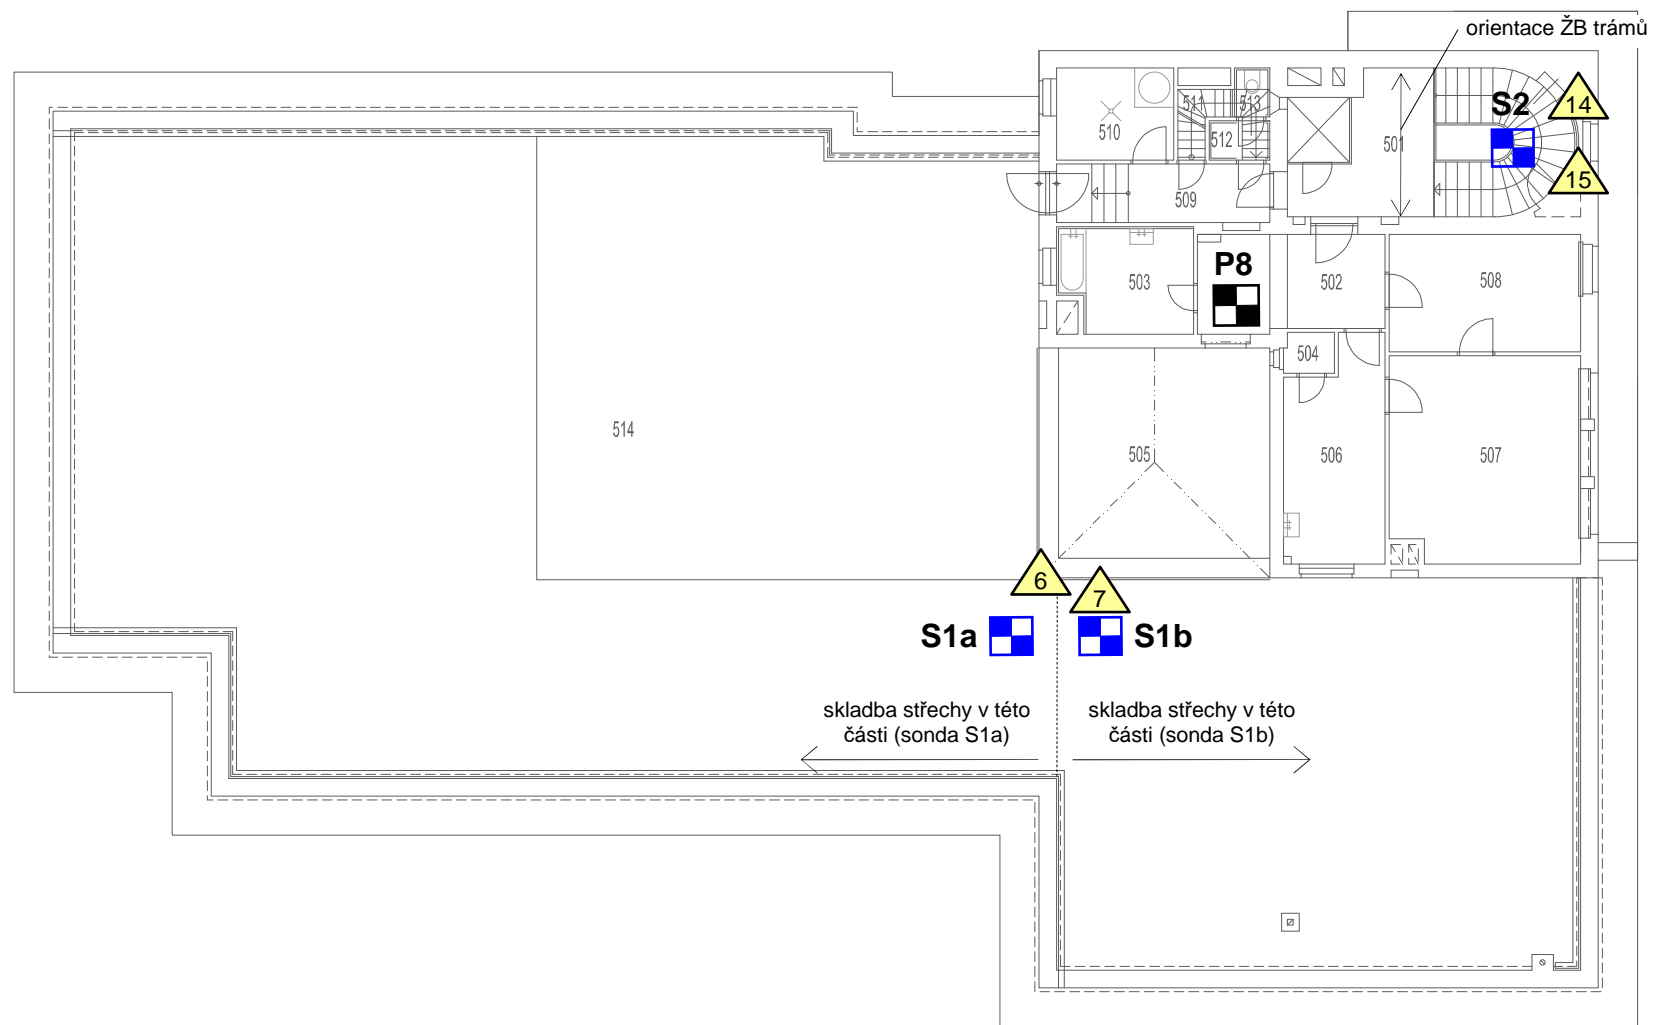 orientace ŽB trámů
S2
14
511
513
510
512
501
15
509
P8
503
502
508
504
514
505
506
507
6
7
S1a
S1b
skladba střechy v této
části (sonda S1a)
skladba střechy v této
části (sonda S1b)